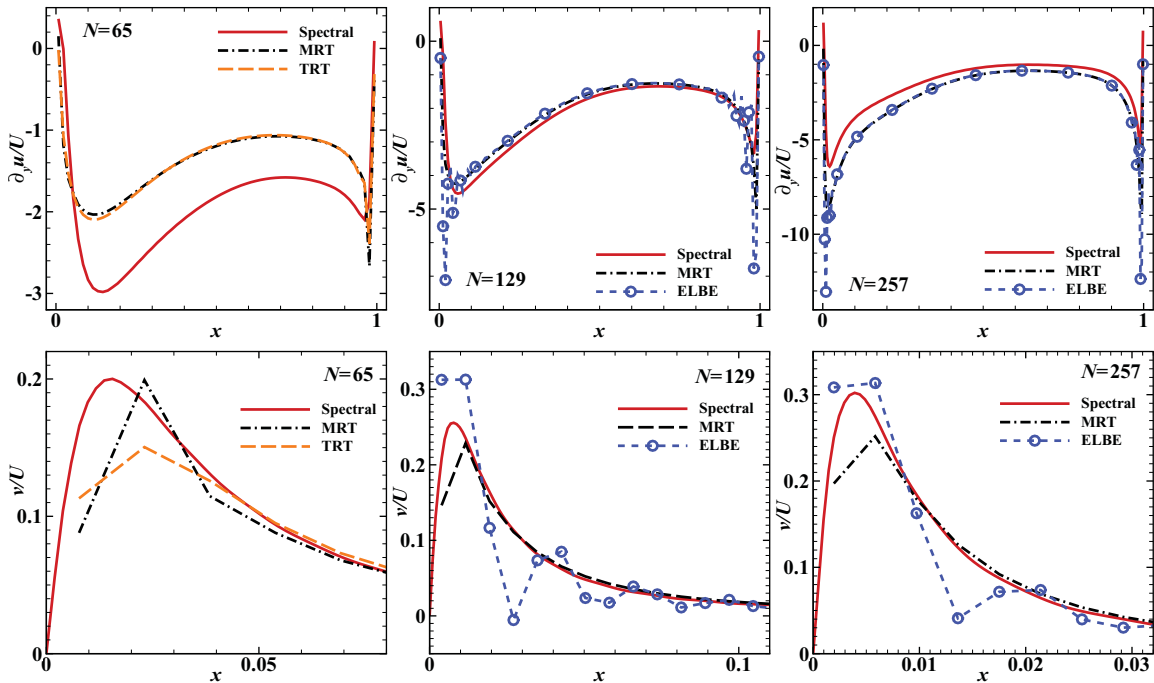 N=65
Spectral
MRT
TRT
0
-1
-2
-3
∂yu/U
0
1
x
N=129
Spectral
MRT
ELBE
0
-5
∂yu/U
0
1
x
N=257
Spectral
MRT
ELBE
0
-5
-10
∂yu/U
0
1
x
N=65
Spectral
MRT
TRT
0.2
0.1
0
v/U
0.05
x
N=129
Spectral
MRT
ELBE
0.3
0.2
0.1
0
v/U
0
0.1
x
N=257
Spectral
MRT
ELBE
0.4
0.3
0.2
0.1
0
v/U
0
0.01
0.02
0.03
x